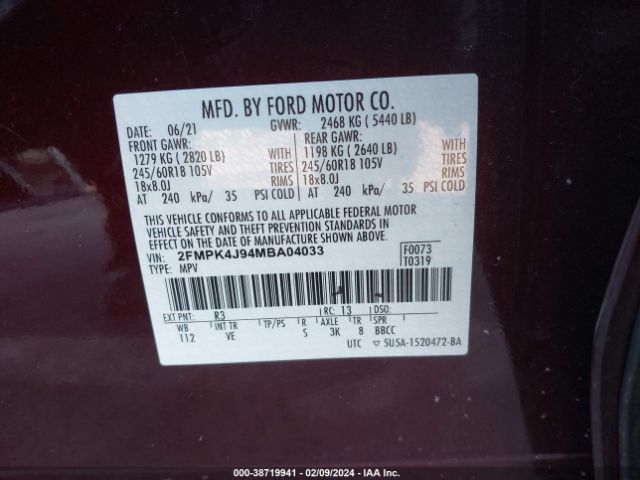 MFD. BY FORD MOTOR CO.
DATE: 06/21 GVWR: 2468 KG ( 5440 LB)
FRONT GAWR: REAR GAWR:
1279 KG ( 2820 LB) WITH 1198 KG ( 2640 LB) WITH
245/60R18 105V TIRES 245/60R18 105V TIRES
18x8.0J RIMS 18x8.0J RIMS
AT 240 kPa/ 35 PSI COLD AT 240 kPa/ 35 PSI COLD
THIS VEHICLE CONFORMS TO ALL APPLICABLE FEDERAL MOTOR
VEHICLE SAFETY AND THEFT PREVENTION STANDARDS IN
EFFECT ON THE DATE OF MANUFACTURE SHOWN ABOVE.
VIN: 2FMPK4J94MBA04033 F0073
TYPE: MPV T0319
EXT PNT: R3 RC: 13 DSO:
WB INT TR TP/PS R AXLE TR SPR
112 VE S 3K 8 BBCC
UTC ▽ 5U5A-1520472-BA
000-38719941 - 02/09/2024 - IAA Inc.